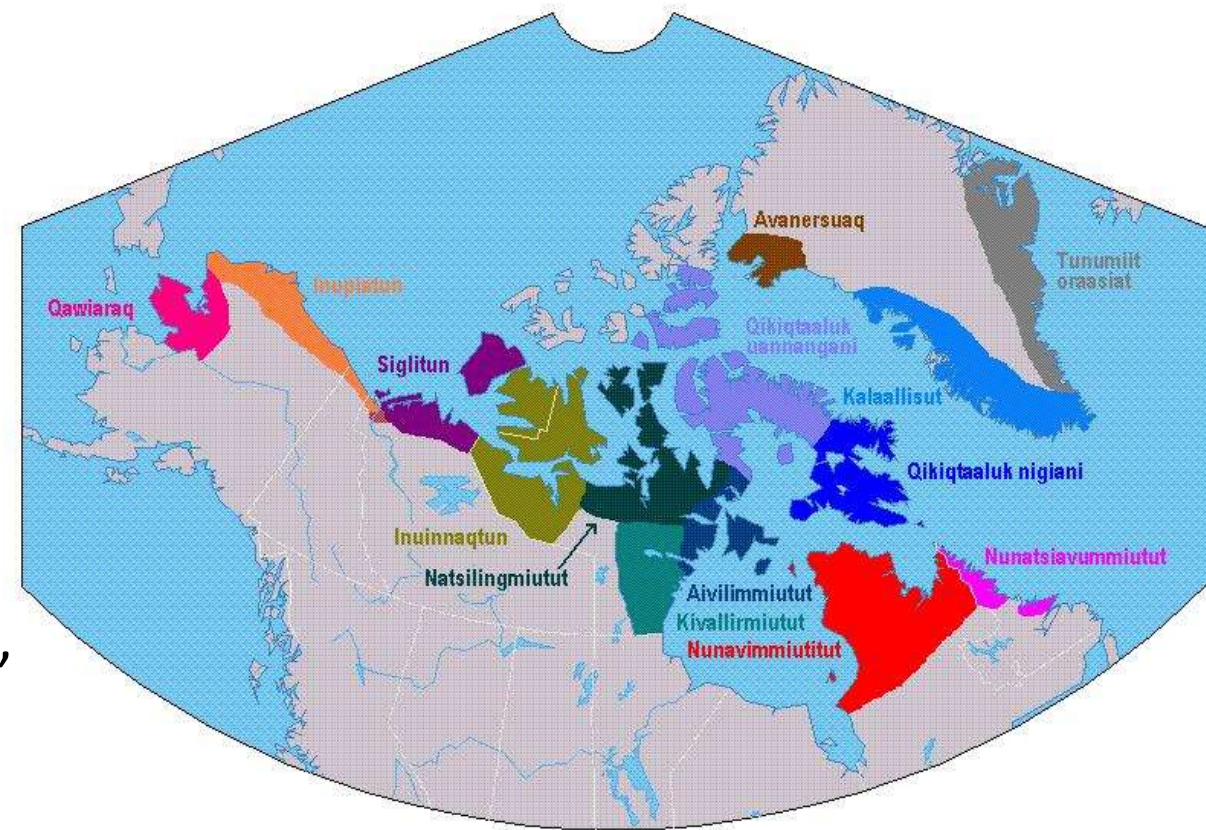 Avanersuaq
Tunumiit
oraasiat
Inupiatun
Qawiaraq
Qikiqtaaluk
uannangani
Siglitun
Kalaallisut
Qikiqtaaluk nigiani
Inuinnaqtun
Natsilingmiutut
Nunatsiavummiutut
Aivilimmiutut
Kivallirmiutut
Nunavimmiutitut
,